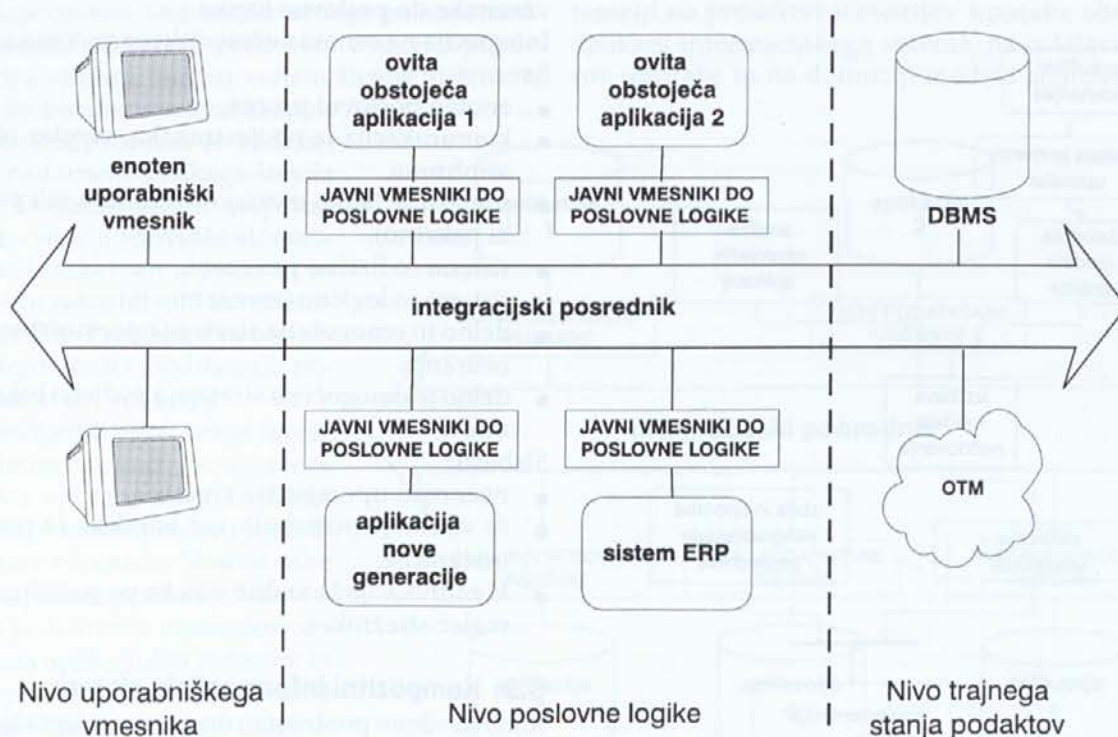 ovita
obstoječa
aplikacija 1
ovita
obstoječa
aplikacija 2
enoten
uporabniški
vmesnik
JAVNI VMESNIKI DO
POSLOVNE LOGIKE
JAVNI VMESNIKI DO
POSLOVNE LOGIKE
DBMS
integracijski posrednik
JAVNI VMESNIKI DO
POSLOVNE LOGIKE
JAVNI VMESNIKI DO
POSLOVNE LOGIKE
aplikacija
nove
generacije
sistem ERP
OTM
Nivo uporabniškega
vmesnika
Nivo poslovne logike
Nivo trajnega
stanja podaktov